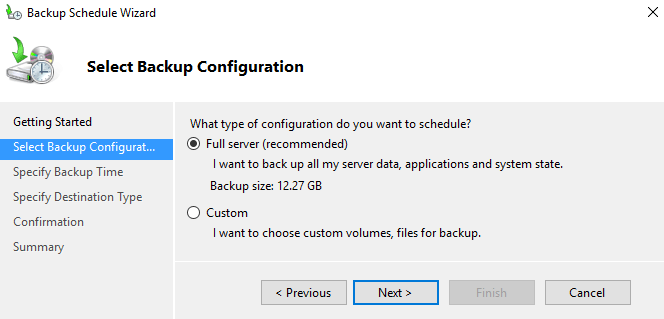 Backup Schedule Wizard
Select Backup Configuration
Getting Started
Select Backup Configurat...
Specify Backup Time
Specify Destination Type
Confirmation
Summary
What type of configuration do you want to schedule?
Full server (recommended)
I want to back up all my server data, applications and system state.
Backup size: 12.27 GB
Custom
I want to choose custom volumes, files for backup.
< Previous
Next >
Finish
Cancel